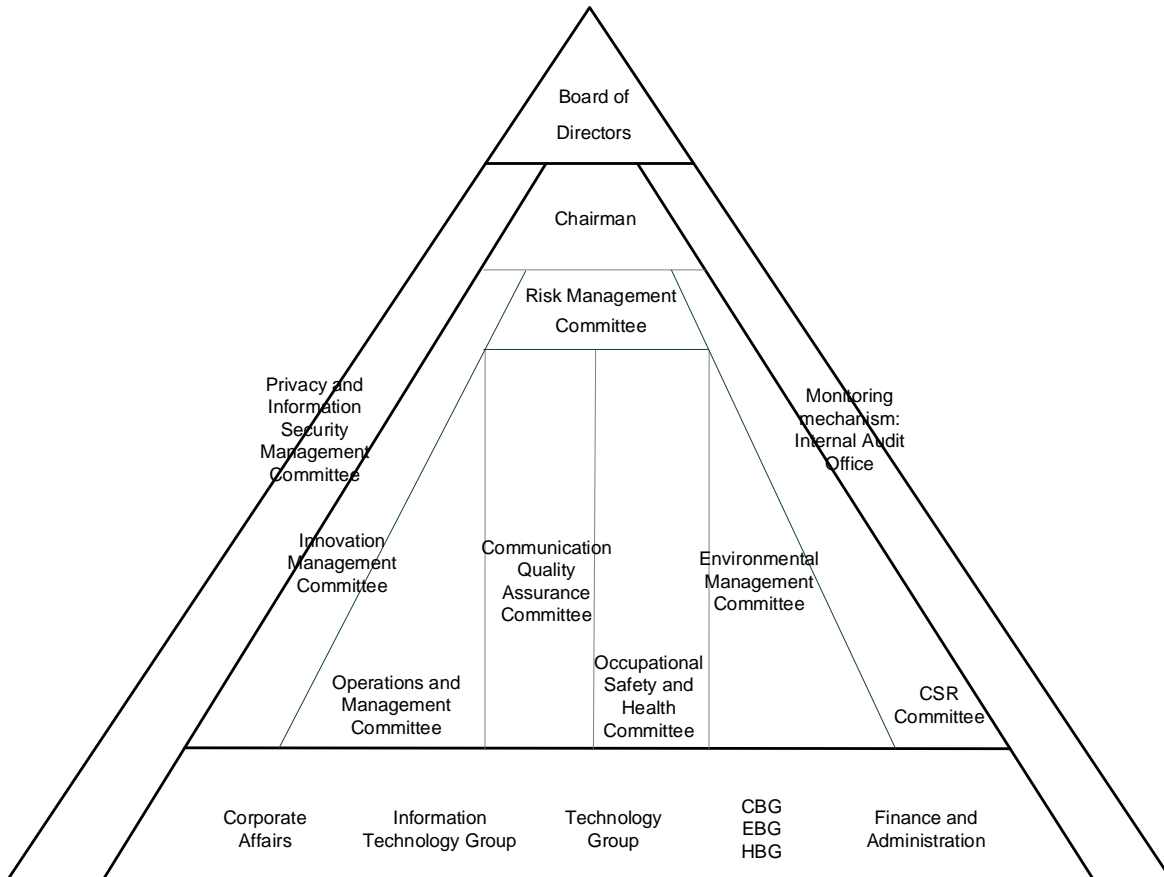 Board of
Directors
Chairman
Risk Management
Committee
Privacy and
Information
Security
Management
Committee
Monitoring
mechanism:
Internal Audit
Office
Innovation
Management
Committee
Communication
Quality
Assurance
Committee
Environmental
Management
Committee
Operations and
Management
Committee
Occupational
Safety and
Health
Committee
CSR
Committee
Corporate
Affairs
Information
Technology Group
Technology
Group
CBG
EBG
HBG
Finance and
Administration